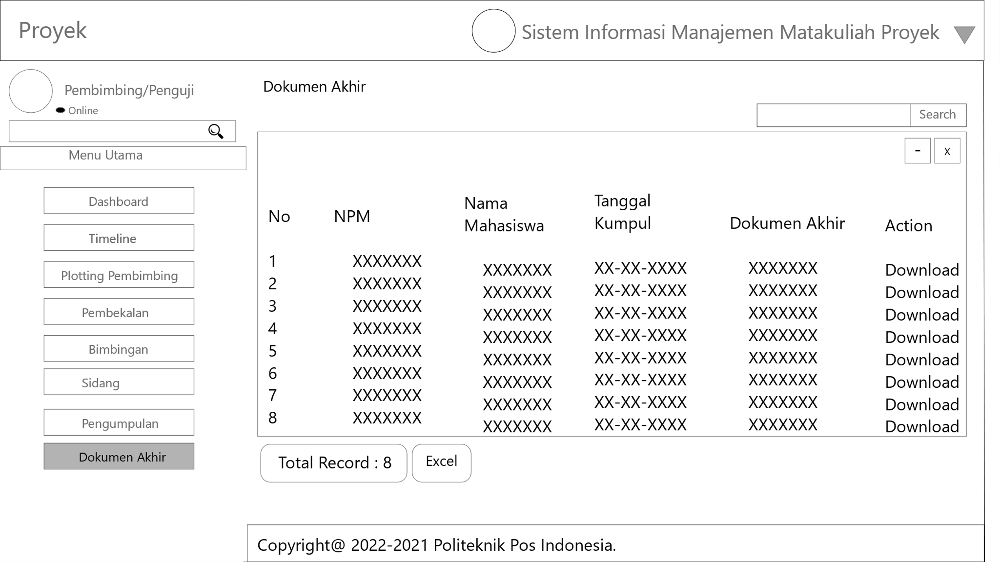 Proyek
Sistem Informasi Manajemen Matakuliah Proyek
Pembimbing/Penguji
Online
Menu Utama
Dashboard
Timeline
Plotting Pembimbing
Pembekalan
Bimbingan
Sidang
Pengumpulan
Dokumen Akhir
Dokumen Akhir
Search
- x
No NPM Nama Mahasiswa Tanggal Kumpul Dokumen Akhir Action
1 XXXXXXX XXXXXXX XX-XX-XXXX XXXXXXX Download
2 XXXXXXX XXXXXXX XX-XX-XXXX XXXXXXX Download
3 XXXXXXX XXXXXXX XX-XX-XXXX XXXXXXX Download
4 XXXXXXX XXXXXXX XX-XX-XXXX XXXXXXX Download
5 XXXXXXX XXXXXXX XX-XX-XXXX XXXXXXX Download
6 XXXXXXX XXXXXXX XX-XX-XXXX XXXXXXX Download
7 XXXXXXX XXXXXXX XX-XX-XXXX XXXXXXX Download
8 XXXXXXX XXXXXXX XX-XX-XXXX XXXXXXX Download
Total Record : 8
Excel
Copyright@ 2022-2021 Politeknik Pos Indonesia.